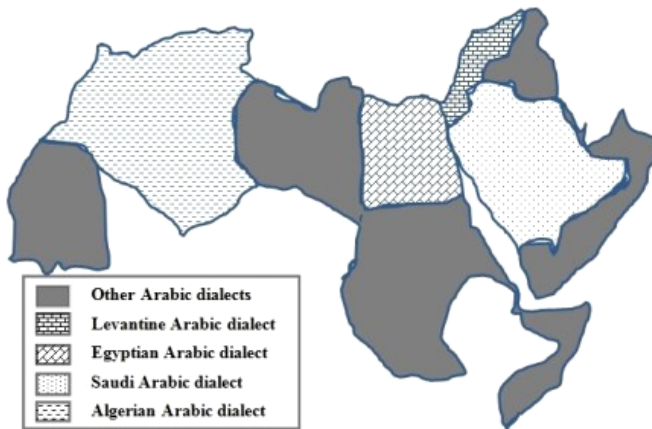 Other Arabic dialects
Levantine Arabic dialect
Egyptian Arabic dialect
Saudi Arabic dialect
Algerian Arabic dialect